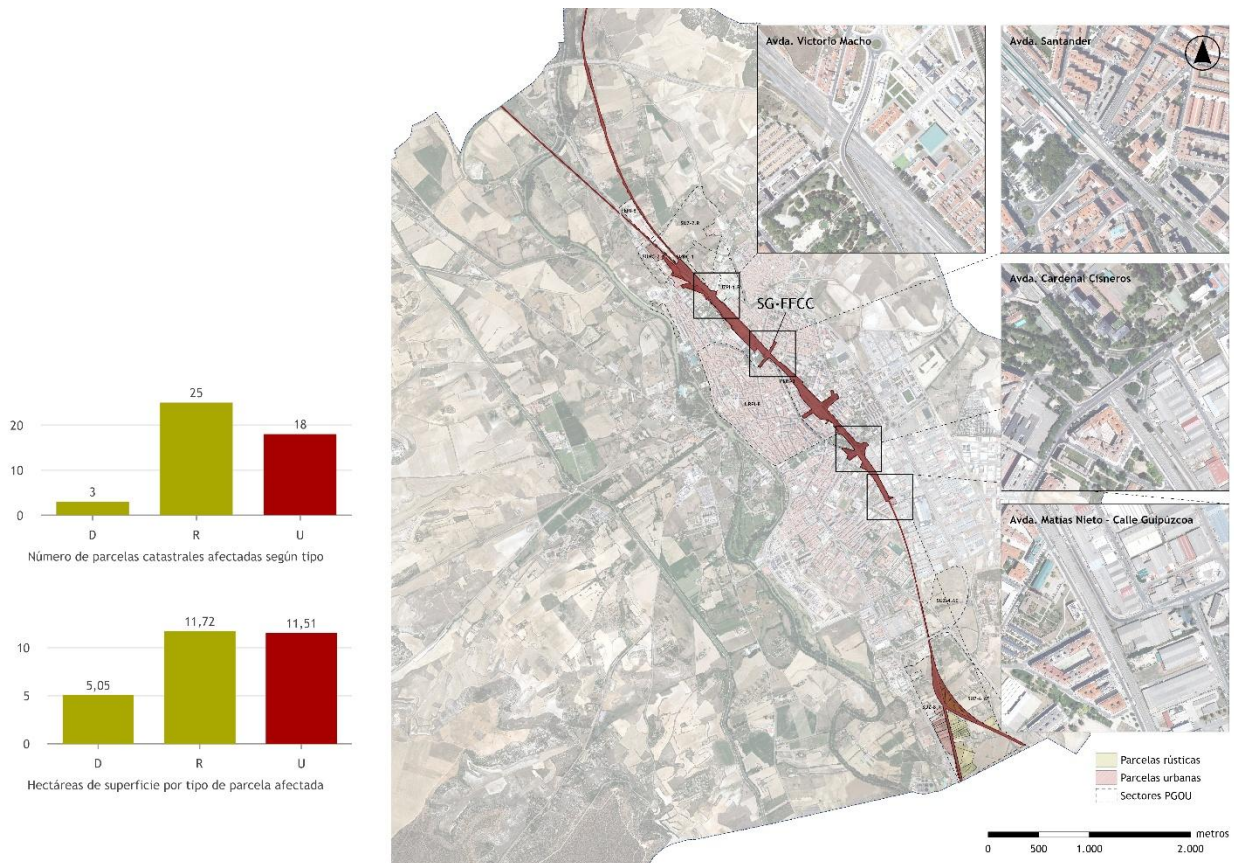 Avda. Victorio Macho
Avda. Santander
SG-FFCC
Avda. Cardenal Cisneros
Avda. Matías Nieto - Calle Guipúzcoa
25
20
18
10
3
0
D
R
U
Número de parcelas catastrales afectadas según tipo
11,72
11,51
10
5,05
5
0
D
R
U
Hectáreas de superficie por tipo de parcela afectada
Parcelas rústicas
Parcelas urbanas
Sectores PGOU
metros
0
500
1.000
2.000